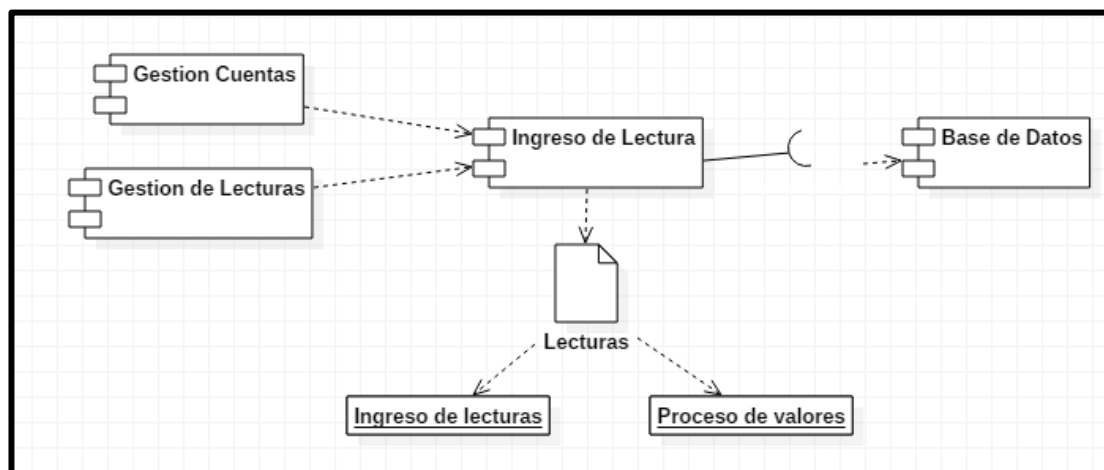 Gestion Cuentas
Ingreso de Lectura
Base de Datos
Gestion de Lecturas
Lecturas
Ingreso de lecturas
Proceso de valores